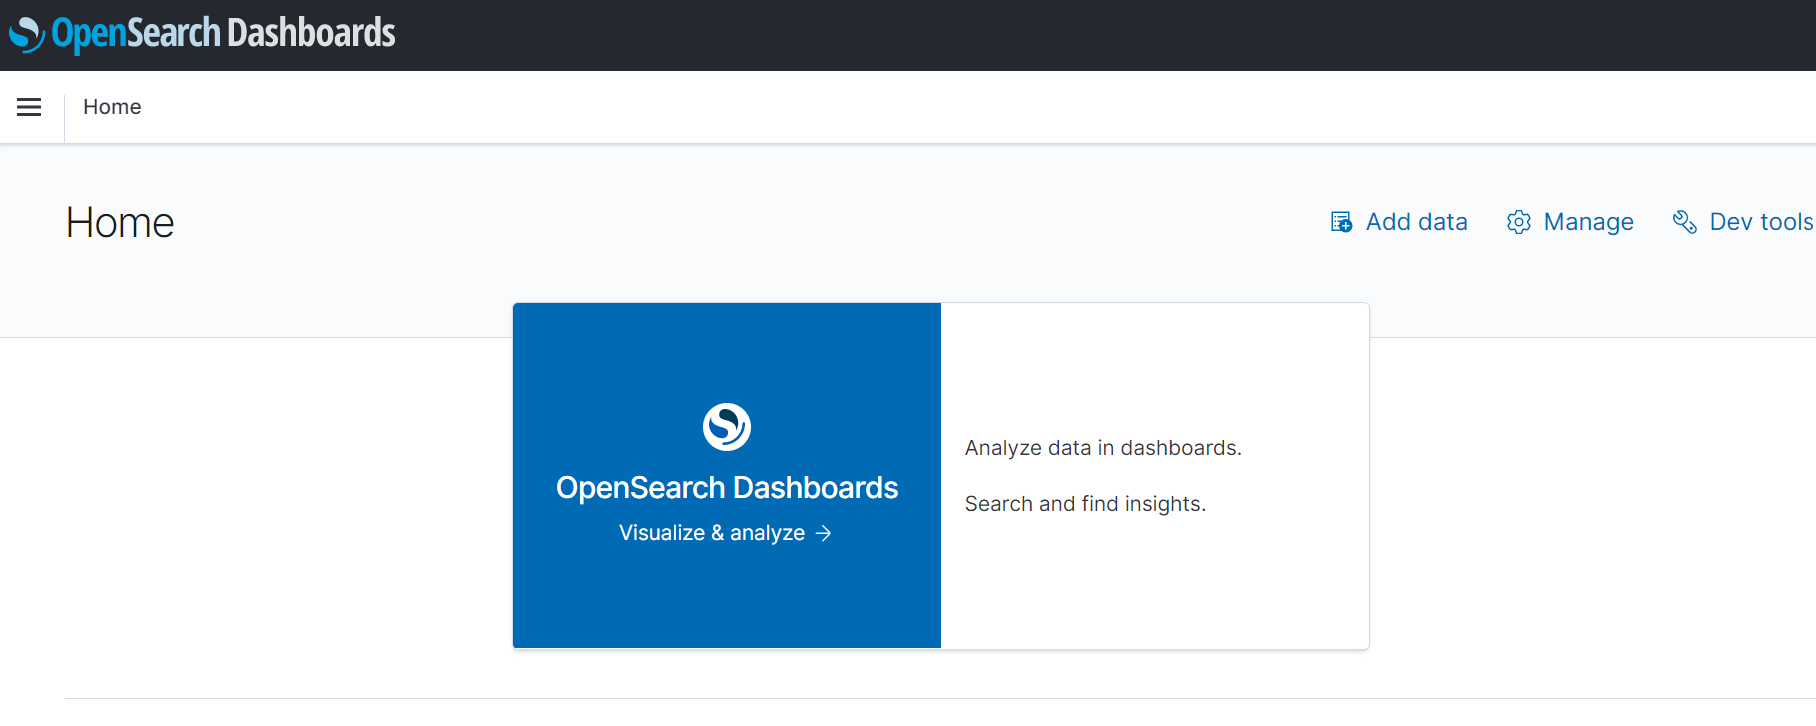 OpenSearch Dashboards
Home
Home
Add data
Manage
Dev tools
OpenSearch Dashboards
Visualize & analyze →
Analyze data in dashboards.
Search and find insights.